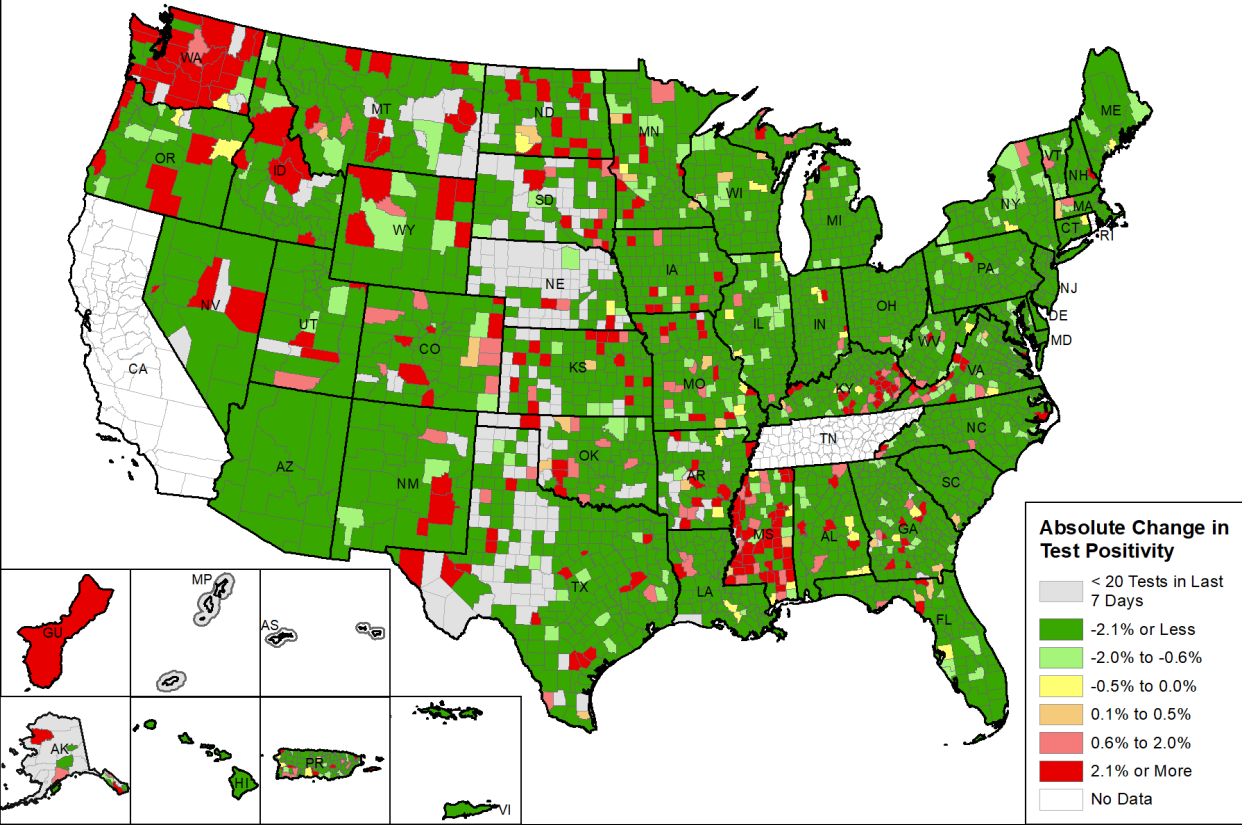 WA
MT
ND
MN
ME
OR
ID
WY
SD
WI
MI
VT
NH
NY
MA
CT
RI
NV
UT
CO
NE
IA
IL
IN
OH
PA
NJ
DE
MD
CA
KS
MO
KY
WV
VA
AZ
NM
OK
AR
TN
NC
SC
TX
LA
MS
AL
GA
FL
GU
MP
AS
AK
HI
PR
VI
Absolute Change in
Test Positivity
< 20 Tests in Last
7 Days
-2.1% or Less
-2.0% to -0.6%
-0.5% to 0.0%
0.1% to 0.5%
0.6% to 2.0%
2.1% or More
No Data